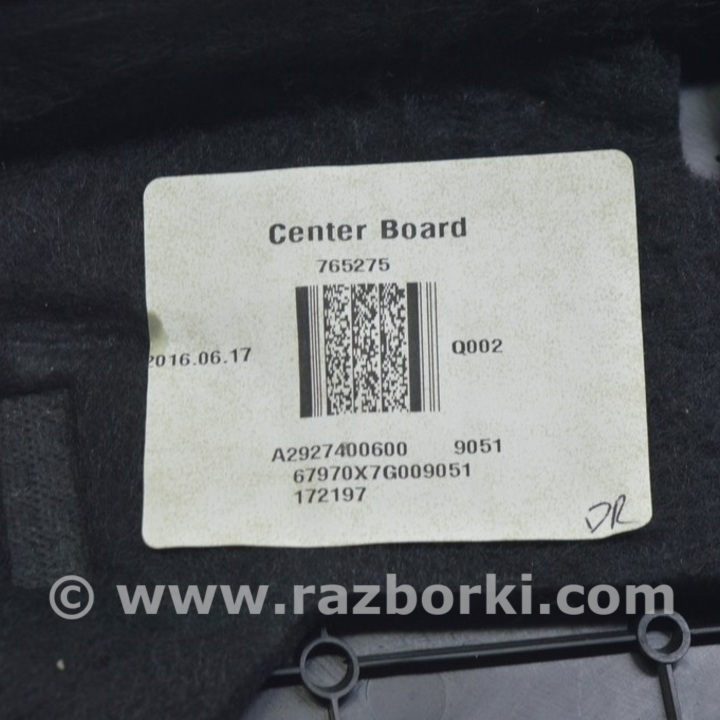 Center Board
765275
2016.06.17
Q002
A2927400600 9051
67970X7G009051
172197
DR
© www.razborki.com